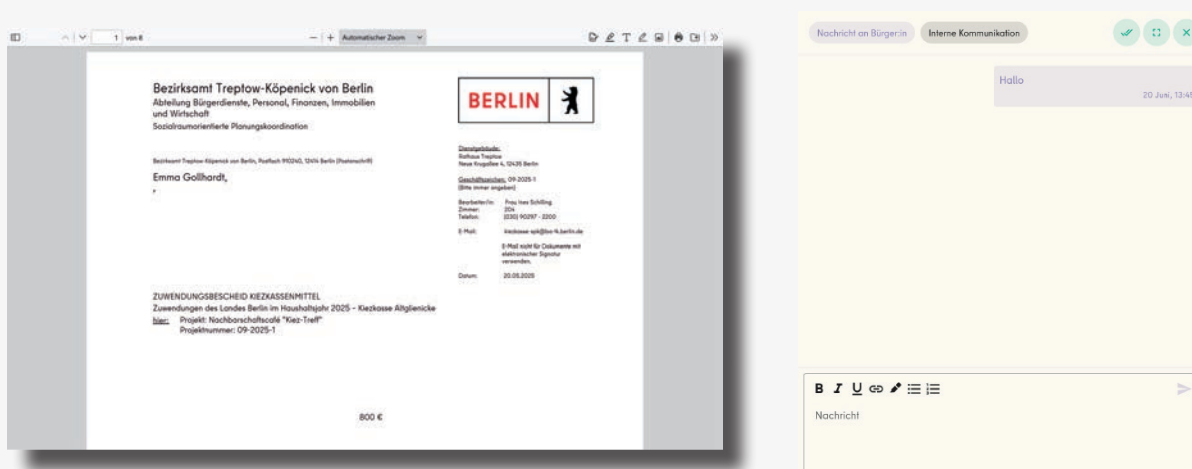 1 von 8
Automatischer Zoom
Bezirksamt Treptow-Köpenick von Berlin
Abteilung Bürgerdienste, Personal, Finanzen, Immobilien
und Wirtschaft
Sozialraumorientierte Planungskoordination
BERLIN
Bezirksamt Treptow-Köpenick von Berlin, Postfach 910240, 12414 Berlin (Postanschrift)
Emma Gollhardt,
,
Dienstgebäude:
Rathaus Treptow
Neue Krugallee 4, 12435 Berlin
Geschäftszeichen: 09-2025-1
(Bitte immer angeben)
Bearbeiter/in: Frau Ines Schilling
Zimmer: 204
Telefon: (030) 90297 - 2200
E-Mail:
E-Mail nicht für Dokumente mit
elektronischer Signatur
verwenden.
Datum: 20.05.2025
ZUWENDUNGSBESCHEID KIEZKASSENMITTEL
Zuwendungen des Landes Berlin im Haushaltsjahr 2025 - Kiezkasse Altglienicke
hier: Projekt: Nachbarschaftscafé "Kiez-Treff"
Projektnummer: 09-2025-1
800 €
Nachricht an Bürger:in Interne Kommunikation
Hallo
20 Juni, 13:45
B I U
Nachricht